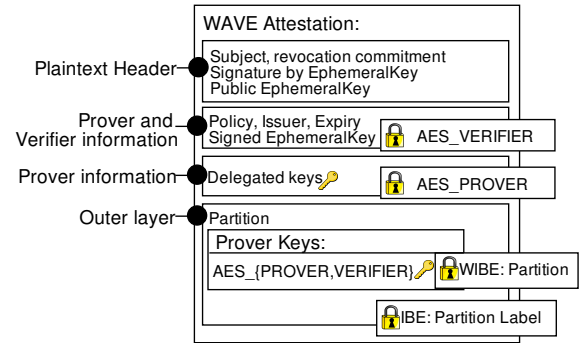 WAVE Attestation:
Plaintext Header
Subject, revocation commitment
Signature by EphemeralKey
Public EphemeralKey
Prover and
Verifier information
Policy, Issuer, Expiry
Signed EphemeralKey
AES_VERIFIER
Prover information
Delegated keys
AES_PROVER
Outer layer
Partition
Prover Keys:
AES_{PROVER,VERIFIER}
WIBE: Partition
IBE: Partition Label